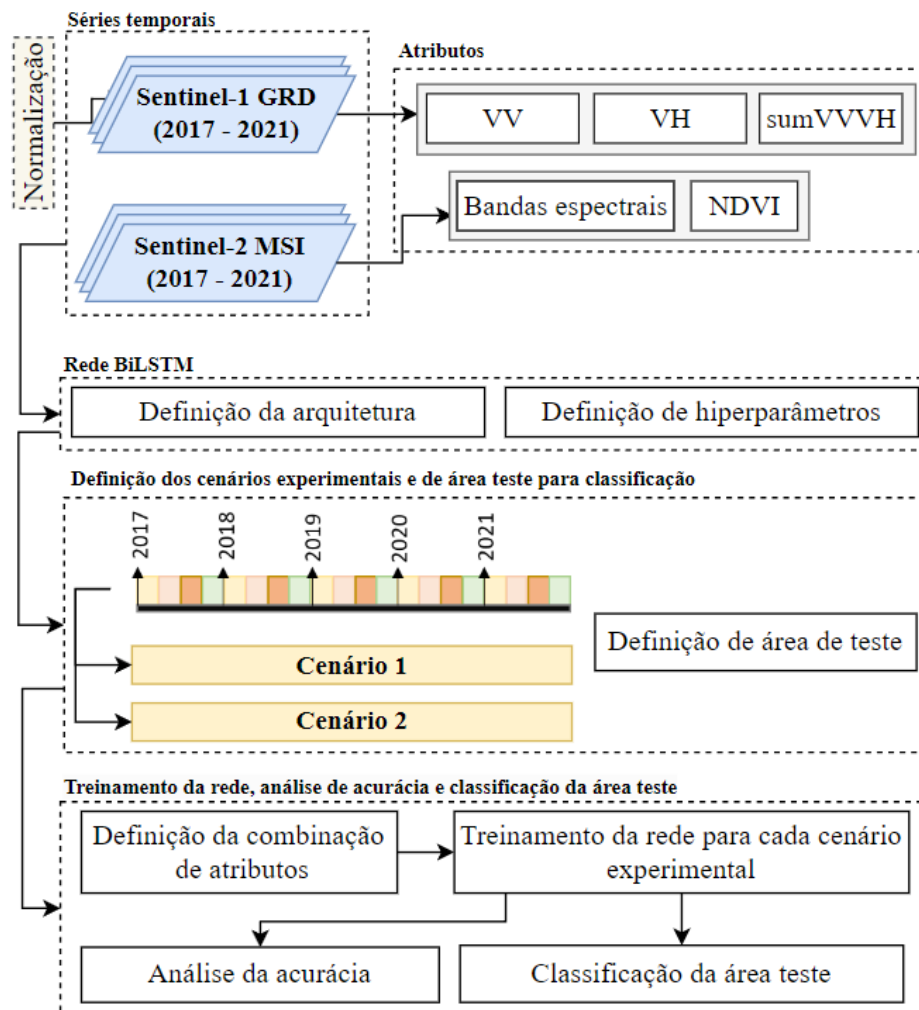 Séries temporais
Normalização
Sentinel-1 GRD
(2017 - 2021)
Sentinel-2 MSI
(2017 - 2021)
Atributos
VV
VH
sumVVVH
Bandas espectrais
NDVI
Rede BiLSTM
Definição da arquitetura
Definição de hiperparâmetros
Definição dos cenários experimentais e de área teste para classificação
2017
2018
2019
2020
2021
Cenário 1
Cenário 2
Definição de área de teste
Treinamento da rede, análise de acurácia e classificação da área teste
Definição da combinação
de atributos
Treinamento da rede para cada cenário
experimental
Análise da acurácia
Classificação da área teste